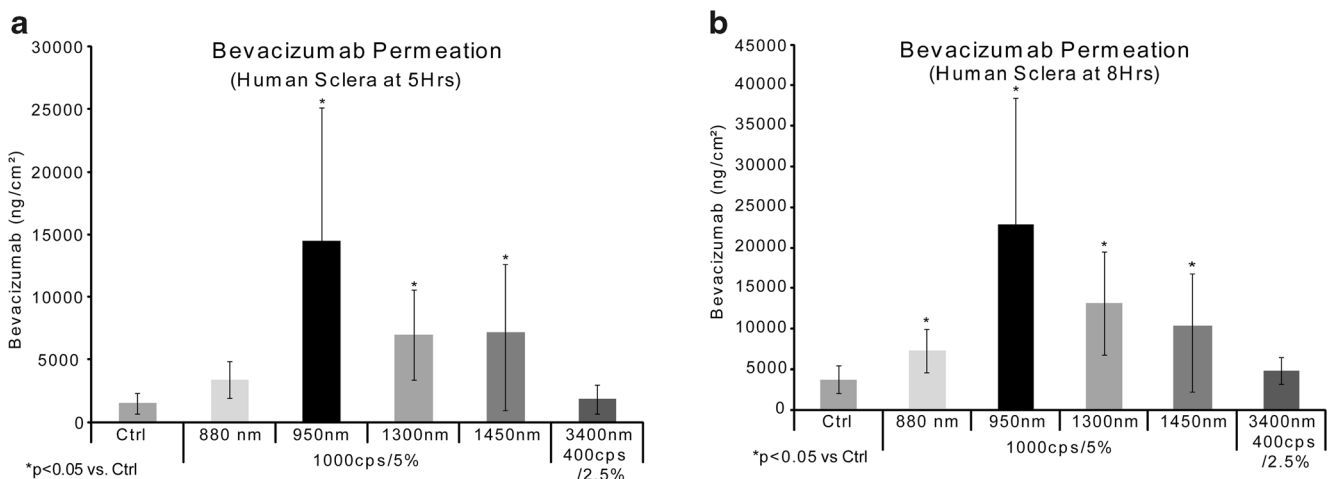 a
Bevacizumab Permeation
(Human Sclera at 5Hrs)
Bevacizumab (ng/cm²)
30000
25000
20000
15000
10000
5000
0
*
*
*
Ctrl
880 nm
950nm
1300nm
1450nm
3400nm
400cps
/2.5%
1000cps/5%
*p<0.05 vs. Ctrl
b
Bevacizumab Permeation
(Human Sclera at 8Hrs)
Bevacizumab (ng/cm²)
45000
40000
35000
30000
25000
20000
15000
10000
5000
0
*
*
*
*
Ctrl
880 nm
950nm
1300nm
1450nm
3400nm
400cps
/2.5%
1000cps/5%
*p<0.05 vs Ctrl